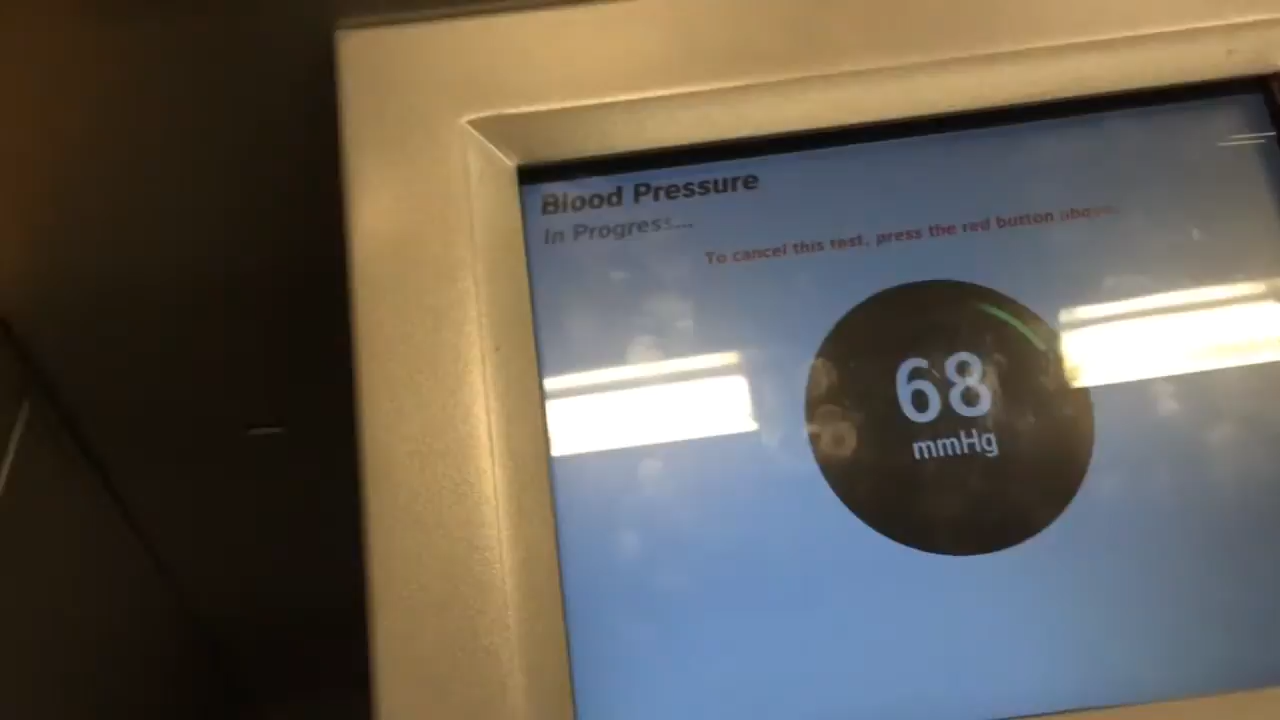 Blood Pressure
In Progress...
To cancel this test, press the red button above.
68
mmHg